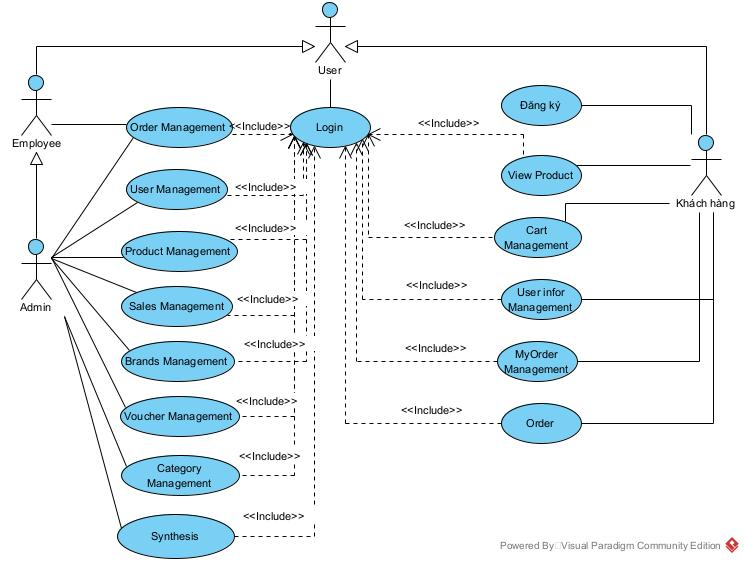 User
Employee
Order Management
<<Include>>
Login
<<Include>>
Đăng ký
User Management
<<Include>>
View Product
Khách hàng
Product Management
<<Include>>
<<Include>>
Cart
Management
Admin
Sales Management
<<Include>>
<<Include>>
User infor
Management
Brands Management
<<Include>>
<<Include>>
MyOrder
Management
Voucher Management
<<Include>>
<<Include>>
Order
Category
Management
<<Include>>
Synthesis
<<Include>>
Powered By Visual Paradigm Community Edition